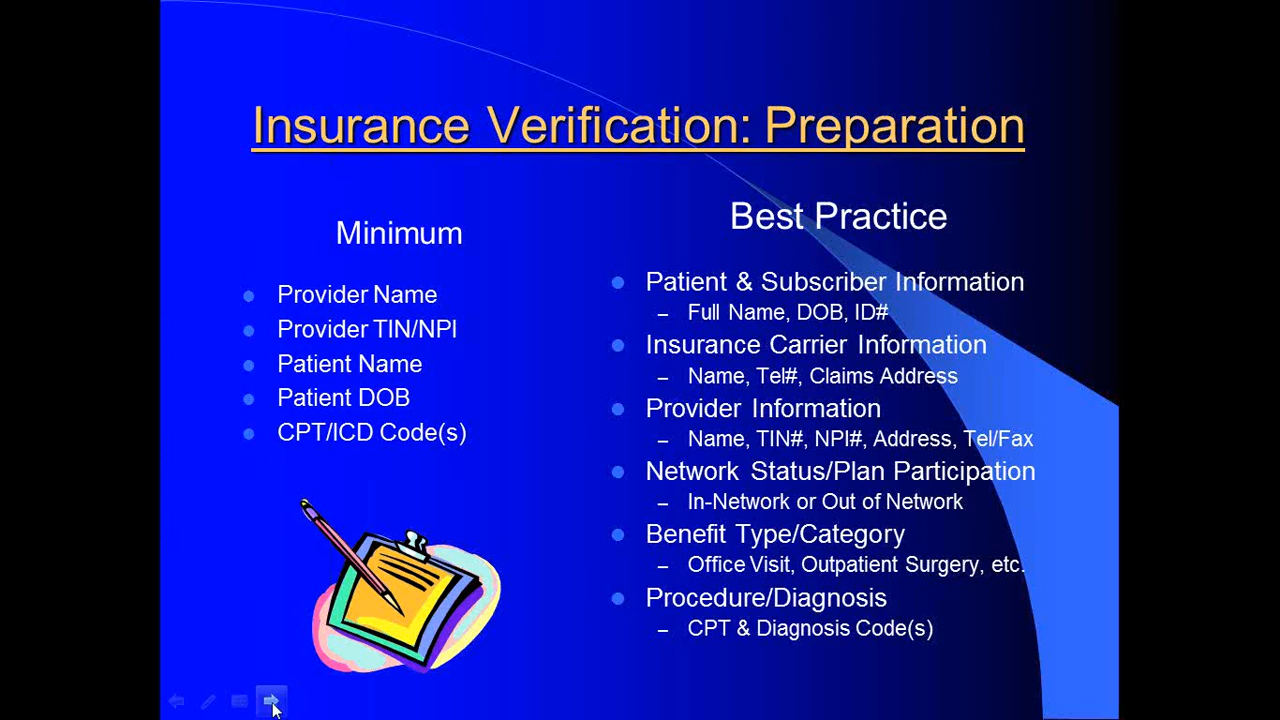 Insurance Verification: Preparation
Minimum
Provider Name
Provider TIN/NPI
Patient Name
Patient DOB
CPT/ICD Code(s)
Best Practice
Patient & Subscriber Information
– Full Name, DOB, ID#
Insurance Carrier Information
– Name, Tel#, Claims Address
Provider Information
– Name, TIN#, NPI#, Address, Tel/Fax
Network Status/Plan Participation
– In-Network or Out of Network
Benefit Type/Category
– Office Visit, Outpatient Surgery, etc.
Procedure/Diagnosis
– CPT & Diagnosis Code(s)